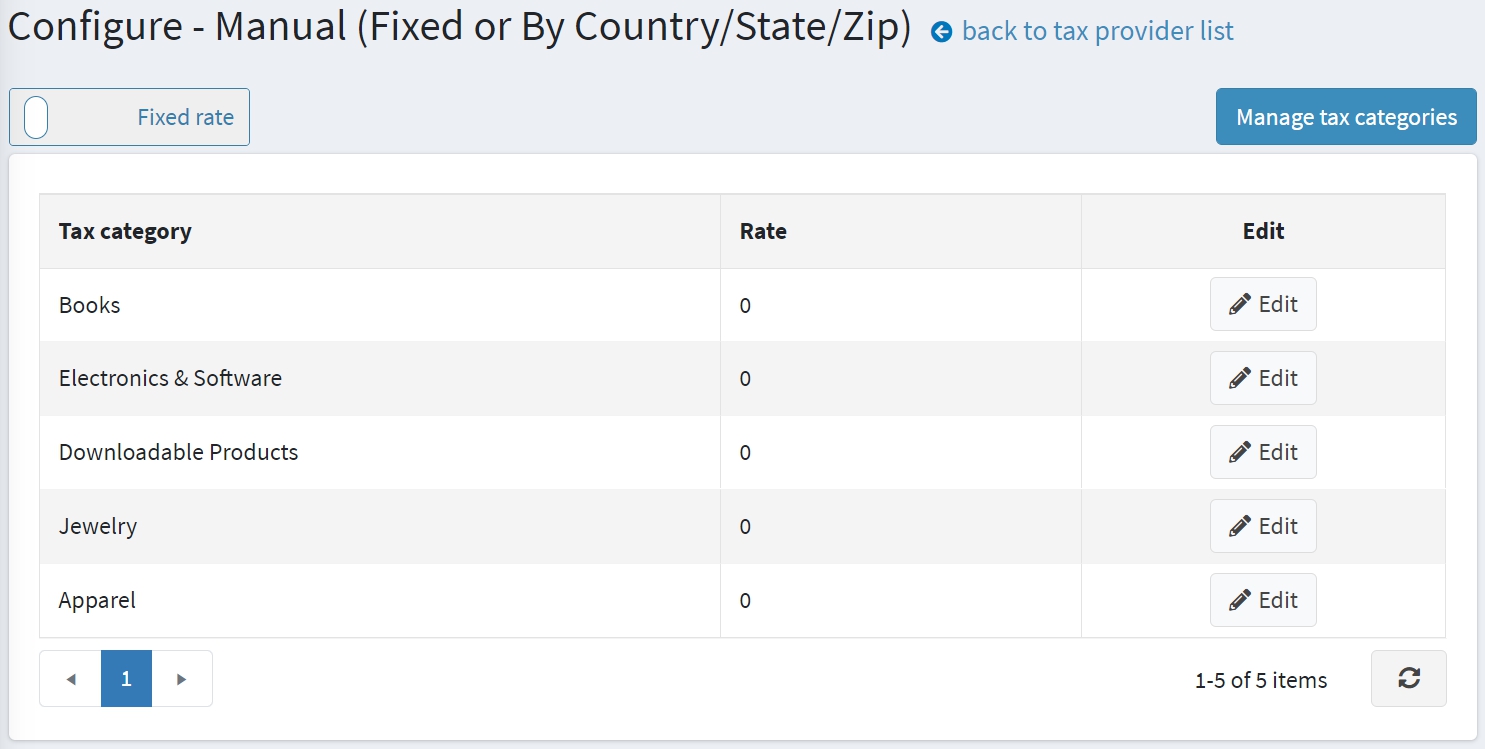 Configure - Manual (Fixed or By Country/State/Zip) back to tax provider list
Fixed rate Manage tax categories
Tax category Rate Edit
Books 0 Edit
Electronics & Software 0 Edit
Downloadable Products 0 Edit
Jewelry 0 Edit
Apparel 0 Edit
1 1-5 of 5 items